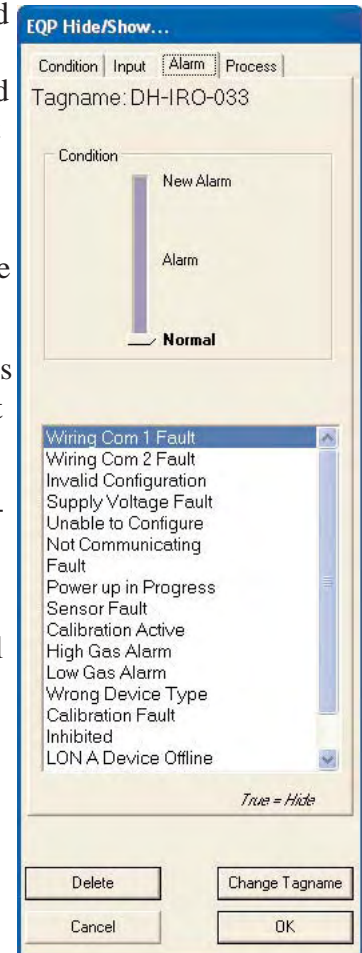 EQP Hide/Show...
Condition Input Alarm Process
Tagname: DH-IRO-033
Condition
New Alarm
Alarm
Normal
Wiring Com 1 Fault
Wiring Com 2 Fault
Invalid Configuration
Supply Voltage Fault
Unable to Configure
Not Communicating
Fault
Power up in Progress
Sensor Fault
Calibration Active
High Gas Alarm
Low Gas Alarm
Wrong Device Type
Calibration Fault
Inhibited
LON A Device Offline
True = Hide
Delete Change Tagname
Cancel OK